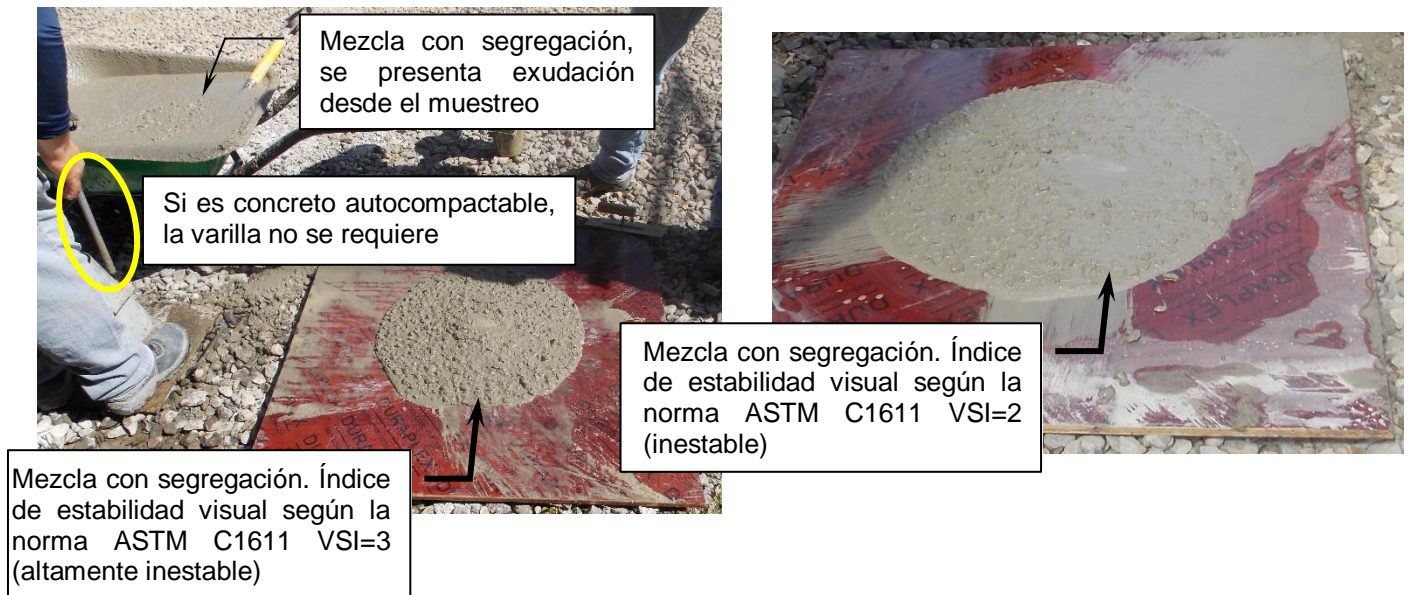 Mezcla con segregación,
se presenta exudación
desde el muestreo
Si es concreto autocompactable,
la varilla no se requiere
Mezcla con segregación. Índice
de estabilidad visual según la
norma ASTM C1611 VSI=2
(inestable)
Mezcla con segregación. Índice
de estabilidad visual según la
norma ASTM C1611 VSI=3
(altamente inestable)
DURAPLEX
DURAPLEX